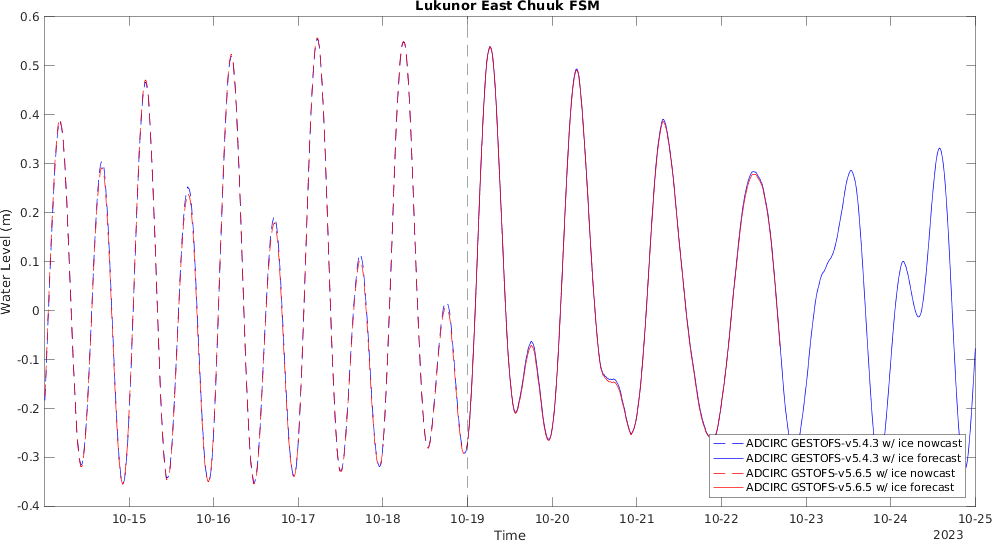 Lukunor East Chuuk FSM
0.6
0.5
0.4
0.3
0.2
0.1
0
-0.1
-0.2
-0.3
-0.4
Water Level (m)
ADCIRC GESTOFS-v5.4.3 w/ ice nowcast
ADCIRC GESTOFS-v5.4.3 w/ ice forecast
ADCIRC GSTOFS-v5.6.5 w/ ice nowcast
ADCIRC GSTOFS-v5.6.5 w/ ice forecast
10-15 10-16 10-17 10-18 10-19 10-20 10-21 10-22 10-23 10-24 10-25
Time
2023